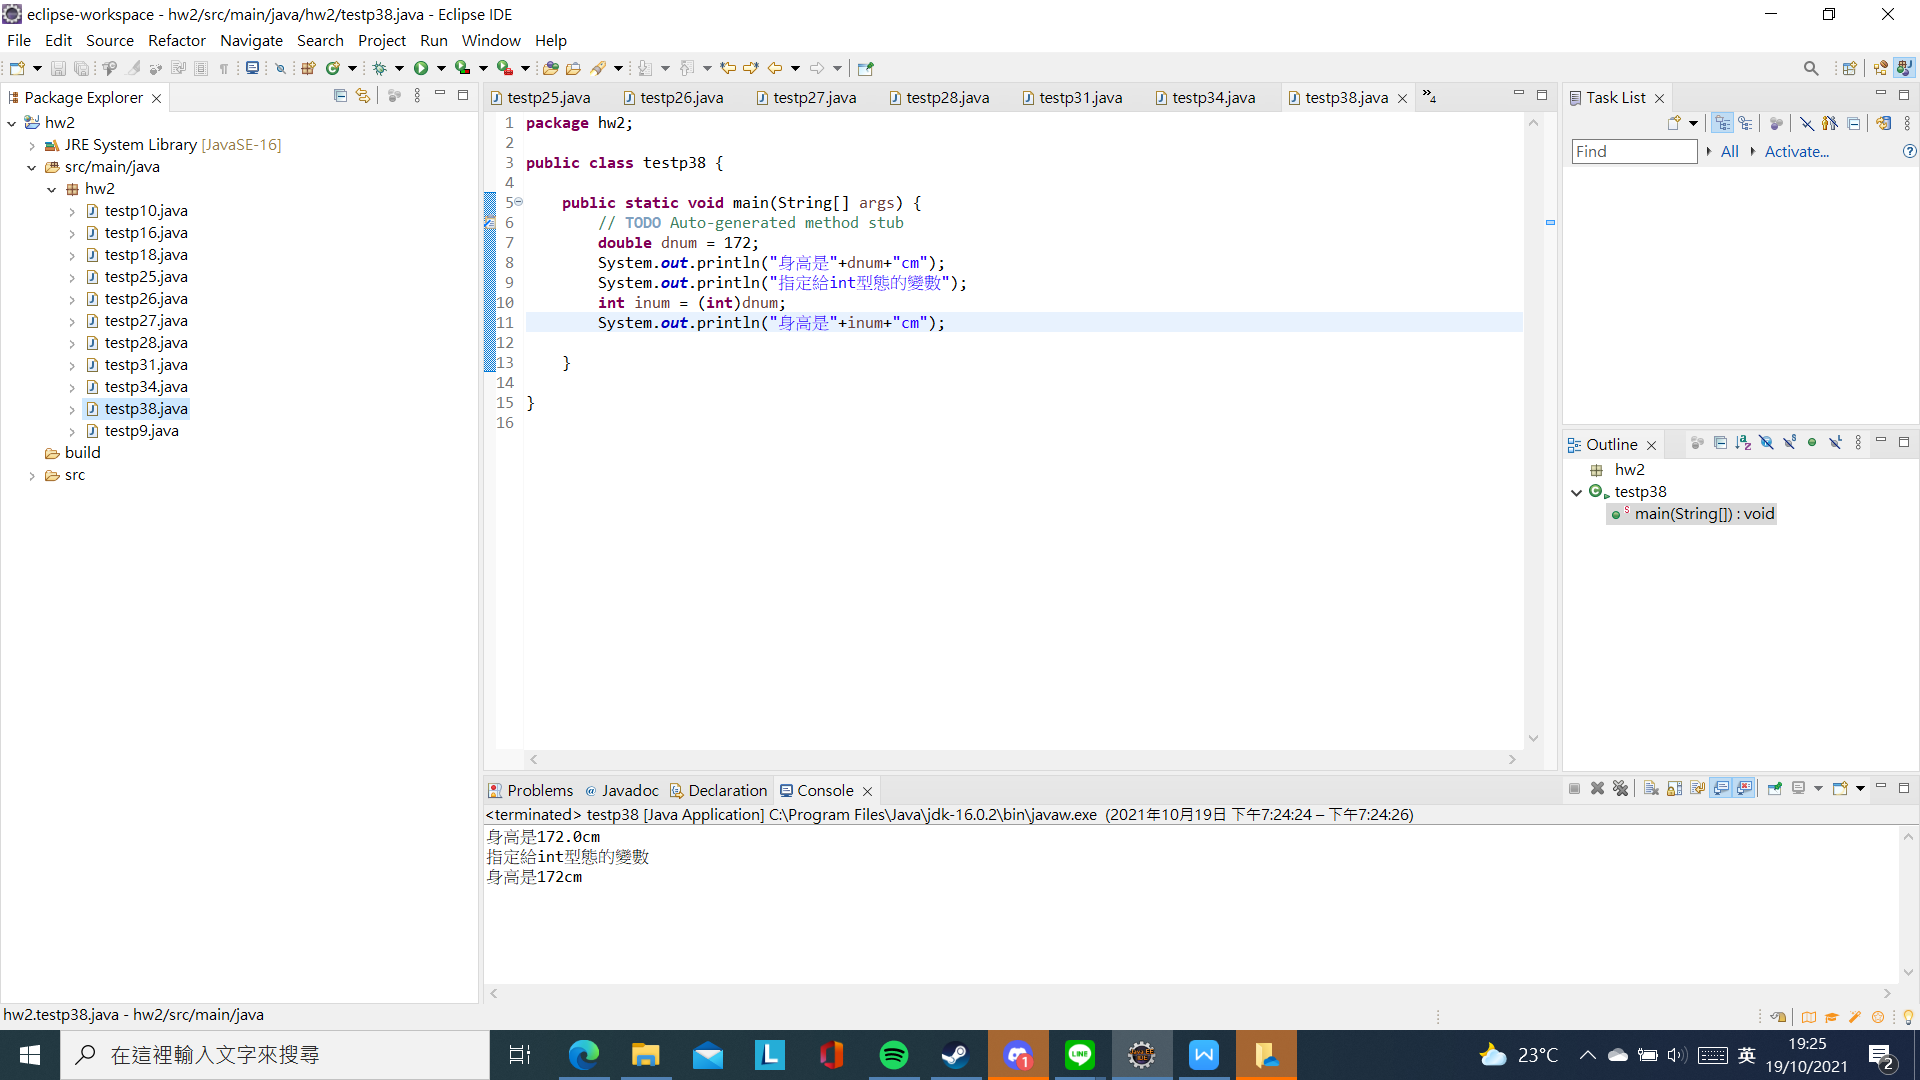 eclipse-workspace - hw2/src/main/java/hw2/testp38.java - Eclipse IDE
File Edit Source Refactor Navigate Search Project Run Window Help
Package Explorer
hw2
JRE System Library [JavaSE-16]
src/main/java
hw2
testp10.java
testp16.java
testp18.java
testp25.java
testp26.java
testp27.java
testp28.java
testp31.java
testp34.java
testp38.java
testp9.java
build
src
testp25.java testp26.java testp27.java testp28.java testp31.java testp34.java testp38.java »4
1 package hw2;
2
3 public class testp38 {
4
5 public static void main(String[] args) {
6 // TODO Auto-generated method stub
7 double dnum = 172;
8 System.out.println("身高是"+dnum+"cm");
9 System.out.println("指定給int型態的變數");
10 int inum = (int)dnum;
11 System.out.println("身高是"+inum+"cm");
12
13 }
14
15 }
16
Task List
Find All Activate...
Outline
hw2
testp38
main(String[]) : void
Problems @ Javadoc Declaration Console
<terminated> testp38 [Java Application] C:\Program Files\Java\jdk-16.0.2\bin\javaw.exe (2021年10月19日 下午7:24:24 – 下午7:24:26)
身高是172.0cm
指定給int型態的變數
身高是172cm
hw2.testp38.java - hw2/src/main/java
在這裡輸入文字來搜尋
L
1
LINE
W
23°C
英
19:25
19/10/2021
2